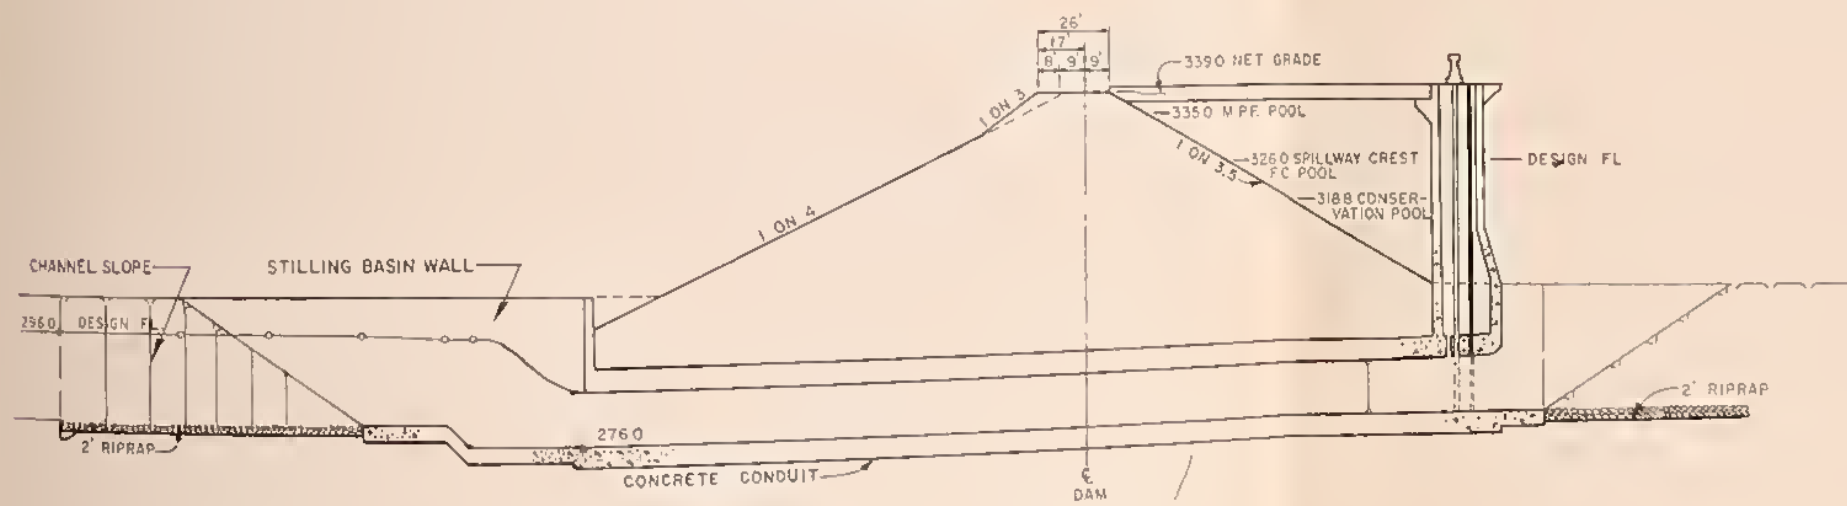 26'
17'
8' 9' 9'
3390 NET GRADE
1 ON 3
3350 M.P.F. POOL
1 ON 3.5
3260 SPILLWAY CREST
FC POOL
DESIGN FL
3188 CONSER-
VATION POOL
1 ON 4
CHANNEL SLOPE
STILLING BASIN WALL
2960 DESIGN FL
2' RIPRAP
2' RIPRAP
2760
CONCRETE CONDUIT
℄
DAM